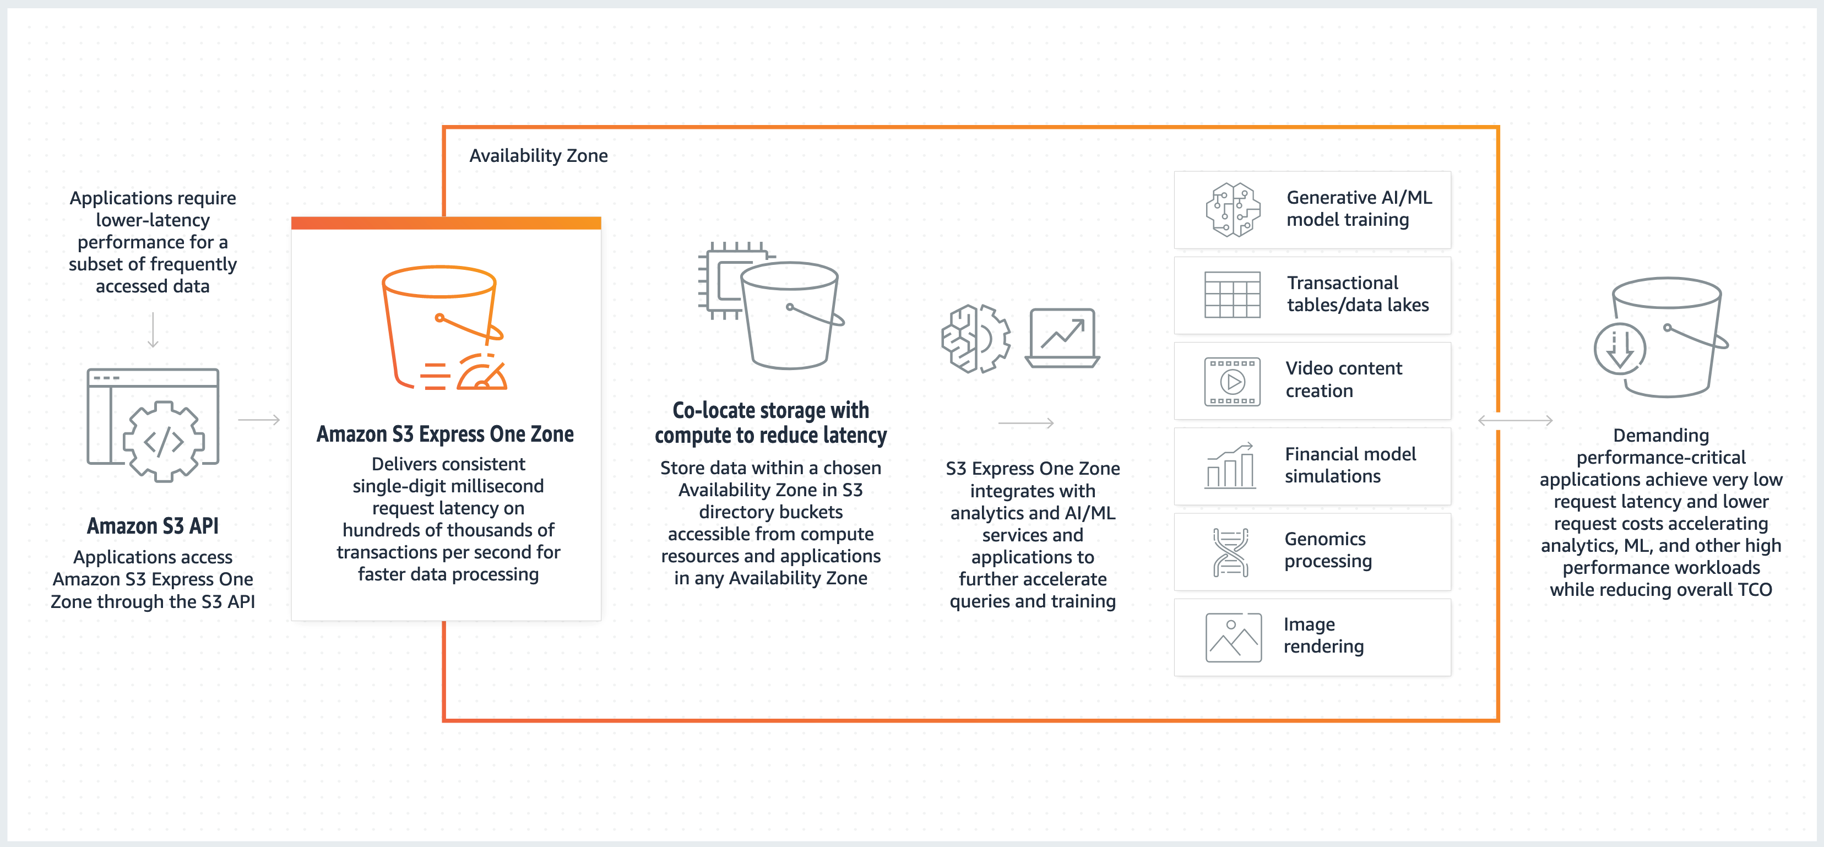 Applications require
lower-latency
performance for a
subset of frequently
accessed data
Amazon S3 API
Applications access
Amazon S3 Express One
Zone through the S3 API
Availability Zone
Amazon S3 Express One Zone
Delivers consistent
single-digit millisecond
request latency on
hundreds of thousands of
transactions per second for
faster data processing
Co-locate storage with
compute to reduce latency
Store data within a chosen
Availability Zone in S3
directory buckets
accessible from compute
resources and applications
in any Availability Zone
S3 Express One Zone
integrates with
analytics and AI/ML
services and
applications to
further accelerate
queries and training
Generative AI/ML
model training
Transactional
tables/data lakes
Video content
creation
Financial model
simulations
Genomics
processing
Image
rendering
Demanding
performance-critical
applications achieve very low
request latency and lower
request costs accelerating
analytics, ML, and other high
performance workloads
while reducing overall TCO